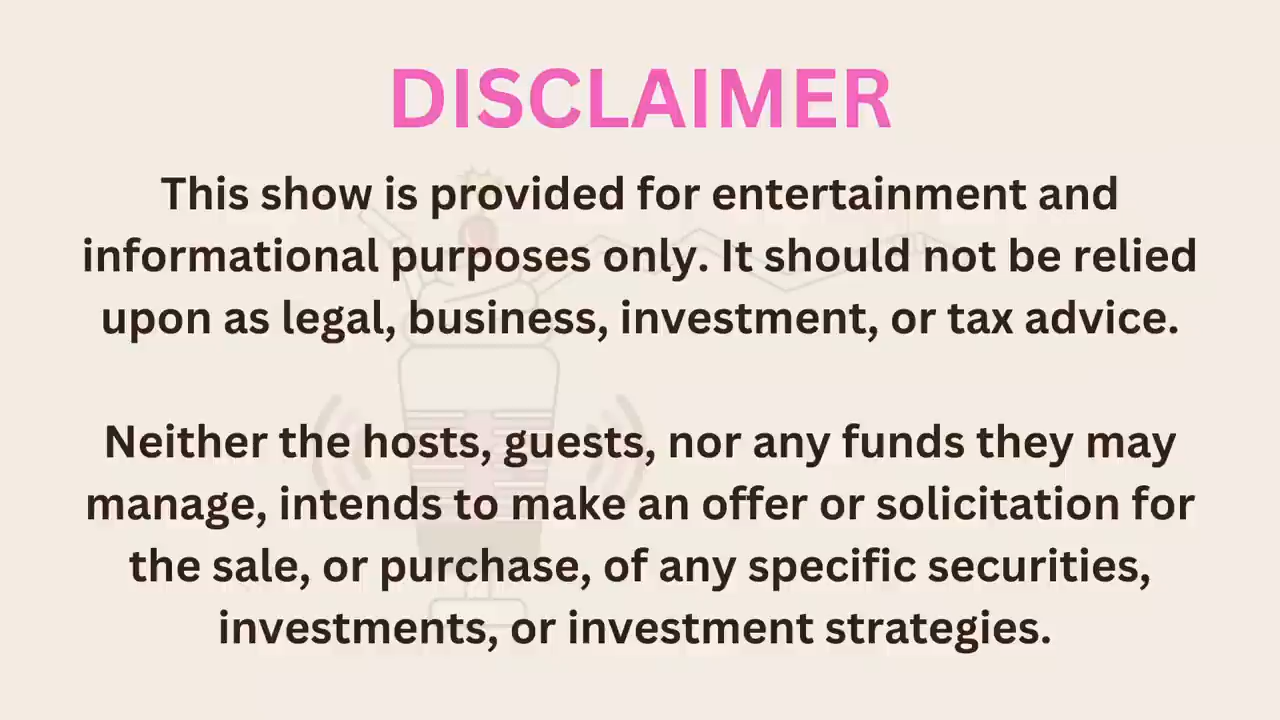 DISCLAIMER
This show is provided for entertainment and
informational purposes only. It should not be relied
upon as legal, business, investment, or tax advice.
Neither the hosts, guests, nor any funds they may
manage, intends to make an offer or solicitation for
the sale, or purchase, of any specific securities,
investments, or investment strategies.